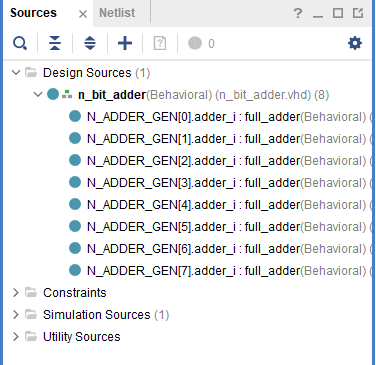 Sources
Netlist
0
Design Sources (1)
n_bit_adder(Behavioral) (n_bit_adder.vhd) (8)
N_ADDER_GEN[0].adder_i : full_adder(Behavioral) (
N_ADDER_GEN[1].adder_i : full_adder(Behavioral) (
N_ADDER_GEN[2].adder_i : full_adder(Behavioral) (
N_ADDER_GEN[3].adder_i : full_adder(Behavioral) (
N_ADDER_GEN[4].adder_i : full_adder(Behavioral) (
N_ADDER_GEN[5].adder_i : full_adder(Behavioral) (
N_ADDER_GEN[6].adder_i : full_adder(Behavioral) (
N_ADDER_GEN[7].adder_i : full_adder(Behavioral) (
Constraints
Simulation Sources (1)
Utility Sources